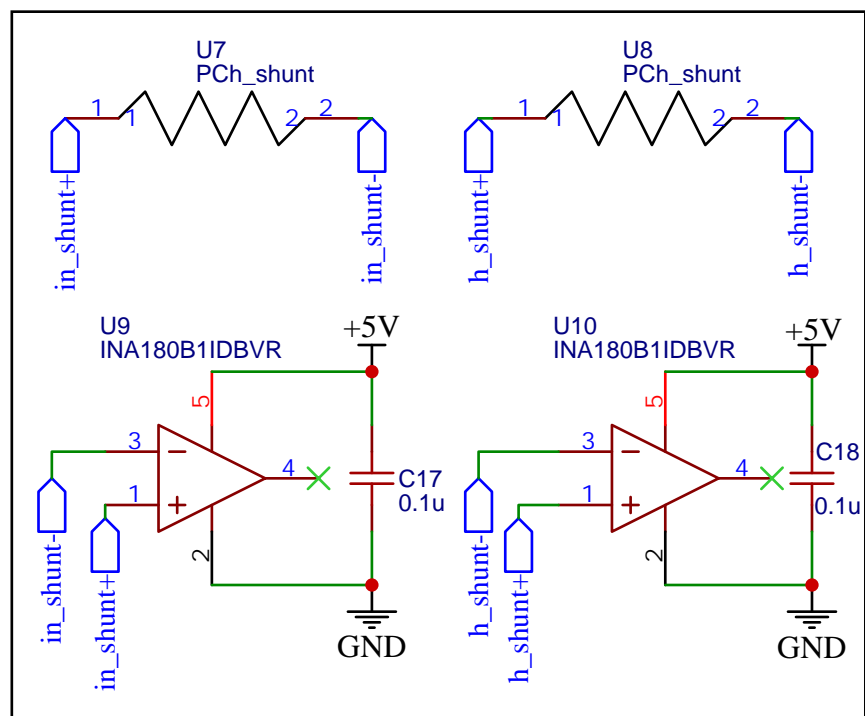 U7
PCh_shunt
1
1
2
2
in_shunt+
in_shunt-
U8
PCh_shunt
1
1
2
2
h_shunt+
h_shunt-
U9
INA180B1IDBVR
+5V
5
3
4
1
2
C17
0.1u
in_shunt-
in_shunt+
GND
U10
INA180B1IDBVR
+5V
5
3
4
1
2
C18
0.1u
h_shunt-
h_shunt+
GND